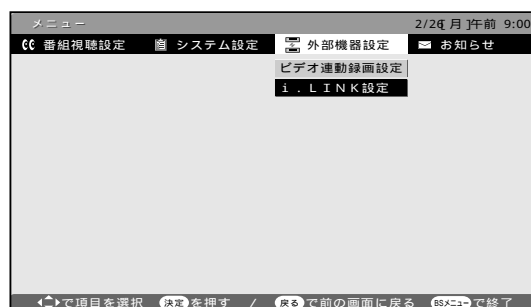 メニュー 2/26[月]午前 9:00
番組視聴設定 システム設定 外部機器設定 お知らせ
ビデオ連動録画設定
i.LINK設定
で項目を選択 決定を押す / 戻るで前の画面に戻る BSメニューで終了